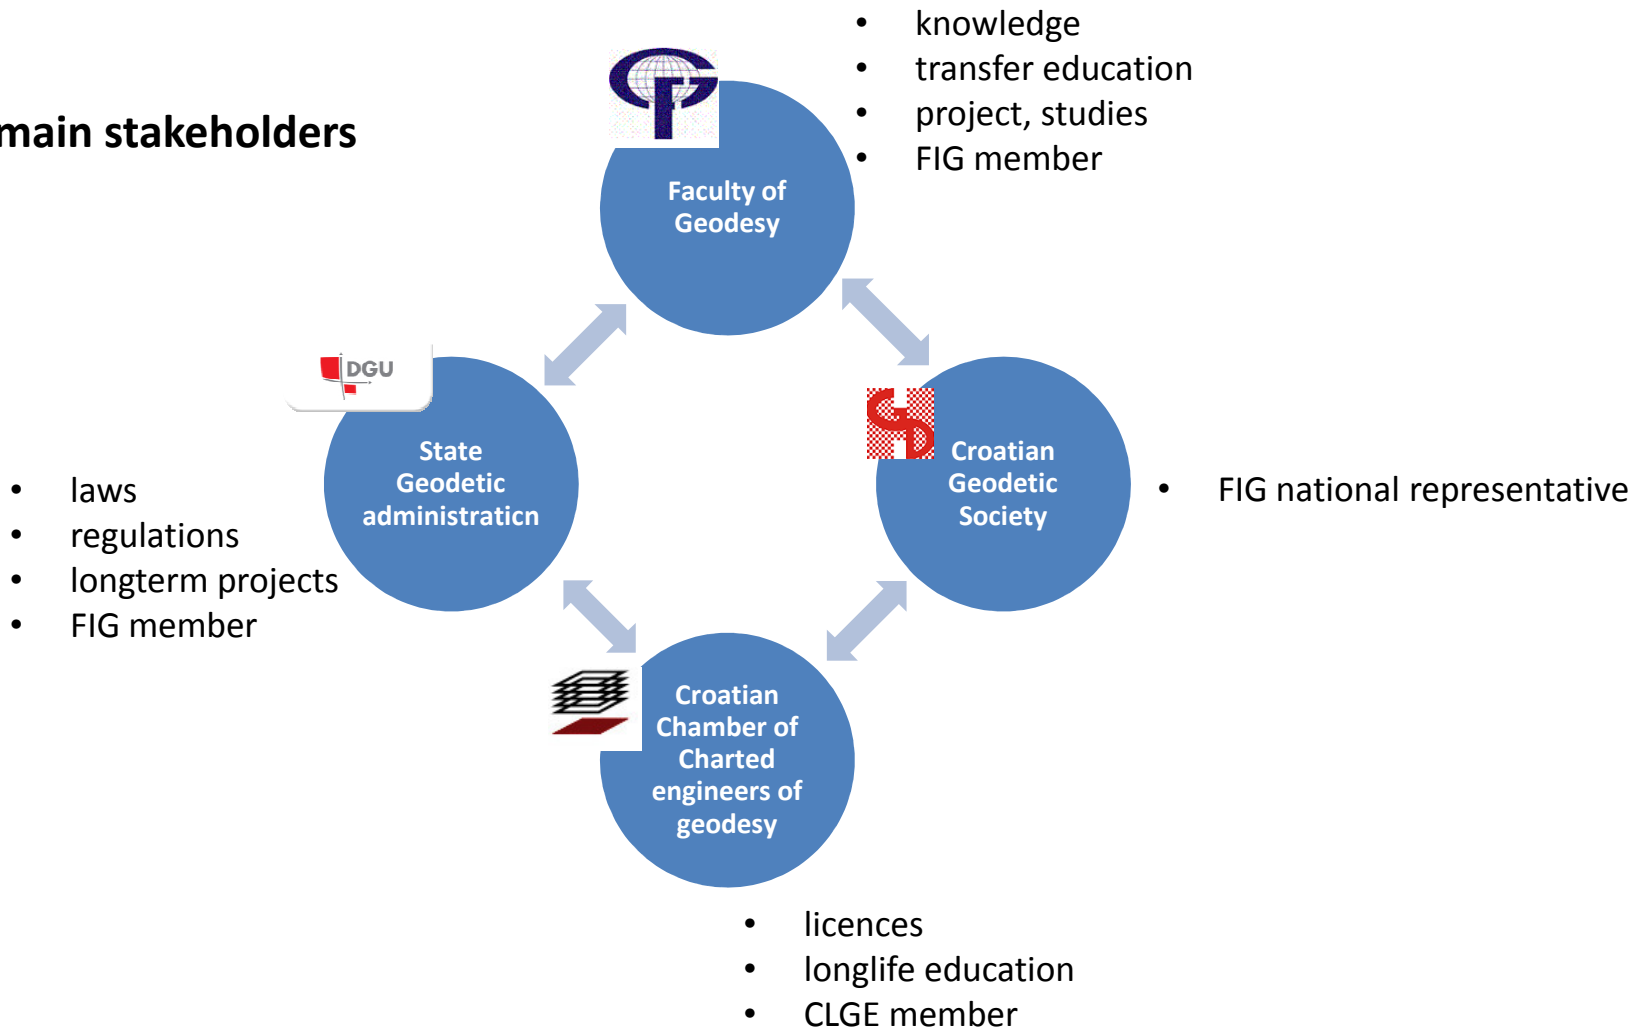 main stakeholders
• knowledge
• transfer education
• project, studies
• FIG member
Faculty of
Geodesy
DGU
State
Geodetic
administraticn
• laws
• regulations
• longterm projects
• FIG member
Croatian
Geodetic
Society
• FIG national representative
Croatian
Chamber of
Charted
engineers of
geodesy
• licences
• longlife education
• CLGE member